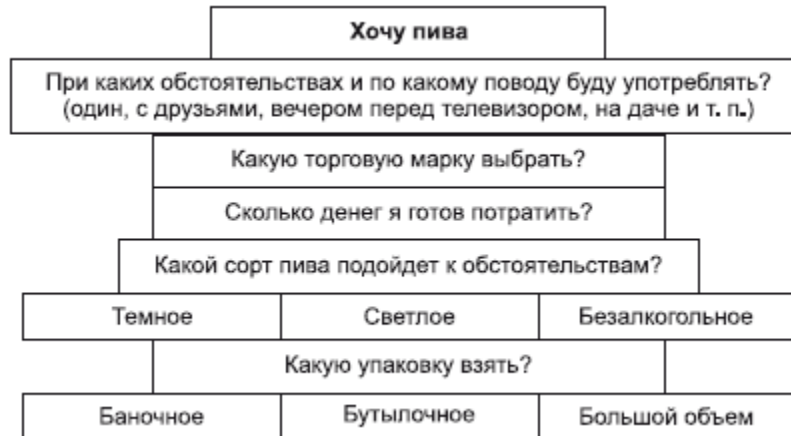 Хочу пива
При каких обстоятельствах и по какому поводу буду употреблять?
(один, с друзьями, вечером перед телевизором, на даче и т. п.)
Какую торговую марку выбрать?
Сколько денег я готов потратить?
Какой сорт пива подойдет к обстоятельствам?
Темное Светлое Безалкогольное
Какую упаковку взять?
Баночное Бутылочное Большой объем